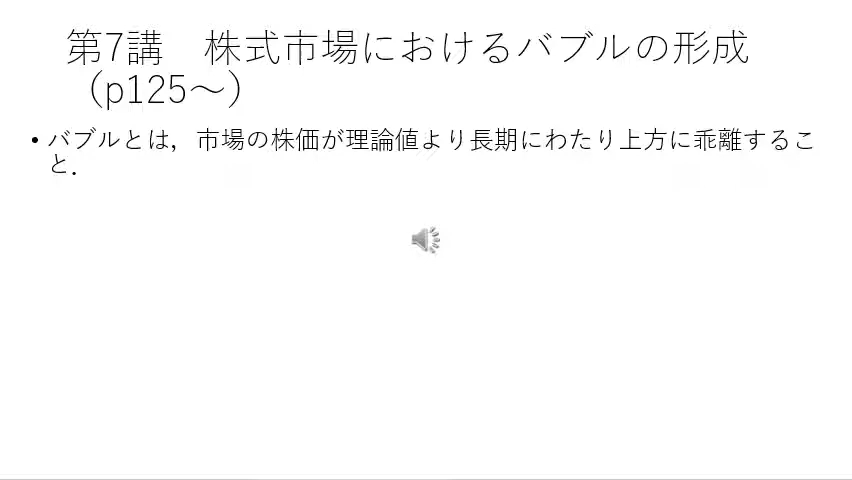 第7講　株式市場におけるバブルの形成
（p125～）
• バブルとは，市場の株価が理論値より長期にわたり上方に乖離するこ
と．